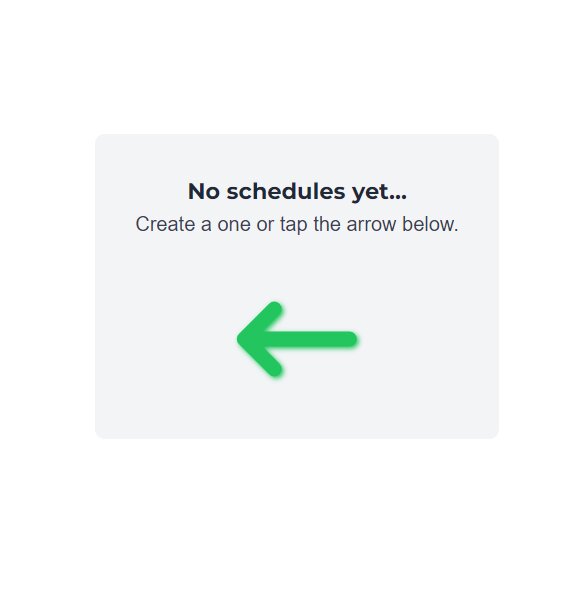 No schedules yet...
Create a one or tap the arrow below.